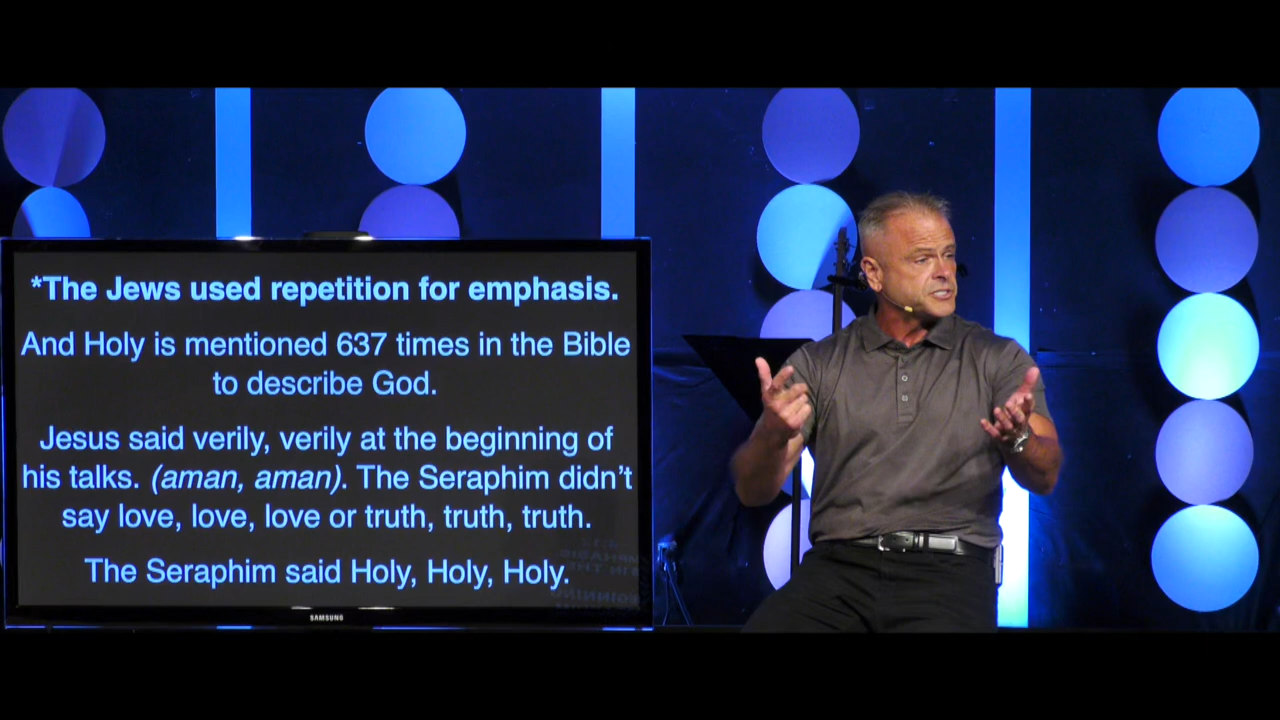 *The Jews used repetition for emphasis.
And Holy is mentioned 637 times in the Bible
to describe God.
Jesus said verily, verily at the beginning of
his talks. (aman, aman). The Seraphim didn't
say love, love, love or truth, truth, truth.
The Seraphim said Holy, Holy, Holy.
SAMSUNG